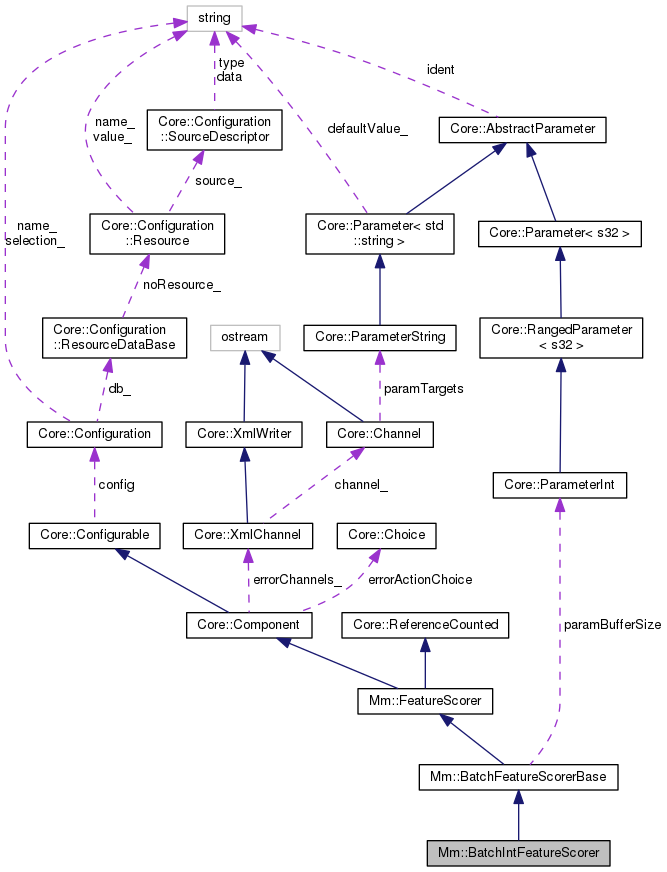 string
type
data
ident
Core::Configuration
::SourceDescriptor
Core::AbstractParameter
name_
value_
defaultValue_
source_
name_
selection_
Core::Configuration
::Resource
Core::Parameter< std
::string >
Core::Parameter< s32 >
noResource_
Core::Configuration
::ResourceDataBase
ostream
Core::ParameterString
Core::RangedParameter
< s32 >
db_
paramTargets
Core::Configuration
Core::XmlWriter
Core::Channel
config
channel_
Core::ParameterInt
Core::Configurable
Core::XmlChannel
Core::Choice
errorChannels_
errorActionChoice
Core::Component
Core::ReferenceCounted
paramBufferSize
Mm::FeatureScorer
Mm::BatchFeatureScorerBase
Mm::BatchIntFeatureScorer